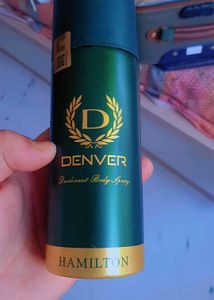 D
DENVER
Deodorant Body Spray
HAMILTON